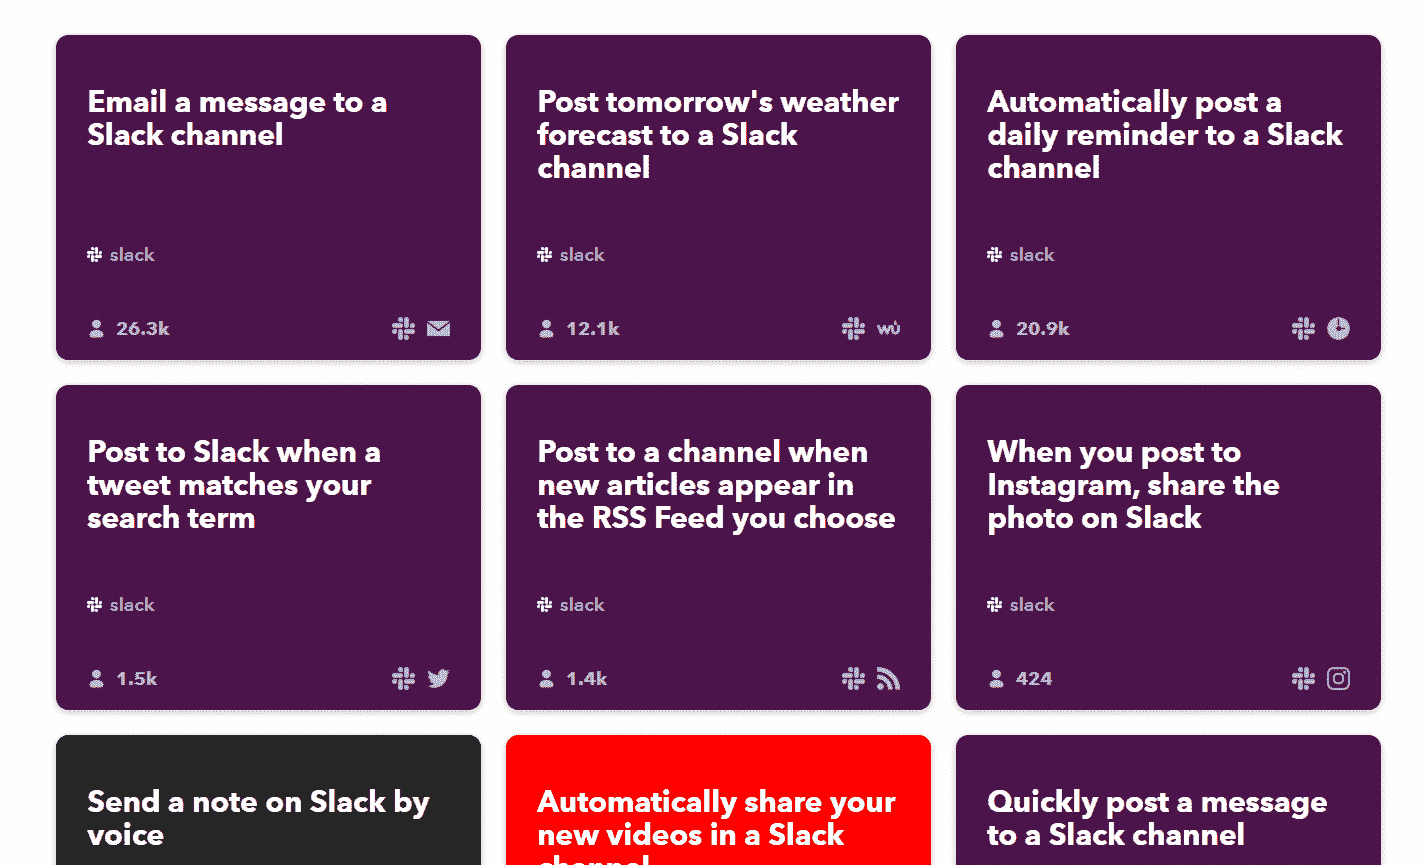 Email a message to a
Slack channel
slack
26.3k
Post tomorrow's weather
forecast to a Slack
channel
slack
12.1k
wu
Automatically post a
daily reminder to a Slack
channel
slack
20.9k
Post to Slack when a
tweet matches your
search term
slack
1.5k
Post to a channel when
new articles appear in
the RSS Feed you choose
slack
1.4k
When you post to
Instagram, share the
photo on Slack
slack
424
Send a note on Slack by
voice
Automatically share your
new videos in a Slack
channel
Quickly post a message
to a Slack channel